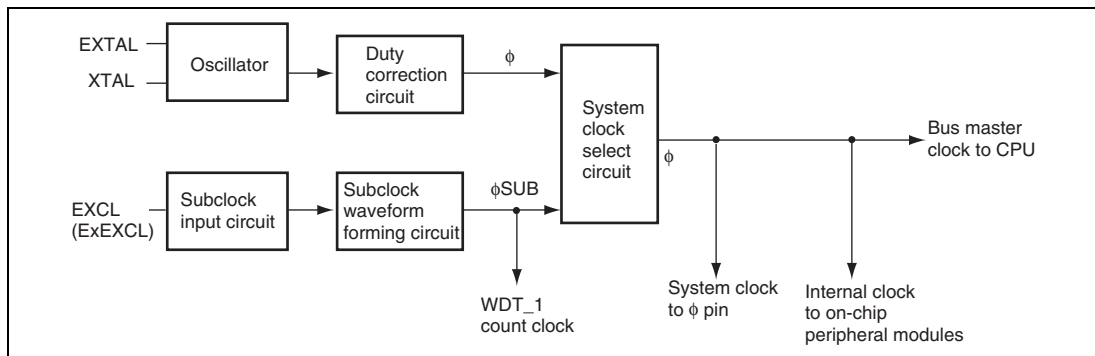 EXTAL
XTAL
Oscillator
Duty
correction
circuit
ϕ
System
clock
select
circuit
ϕ
Bus master
clock to CPU
EXCL
(ExEXCL)
Subclock
input circuit
Subclock
waveform
forming circuit
ϕSUB
WDT_1
count clock
System clock
to ϕ pin
Internal clock
to on-chip
peripheral modules